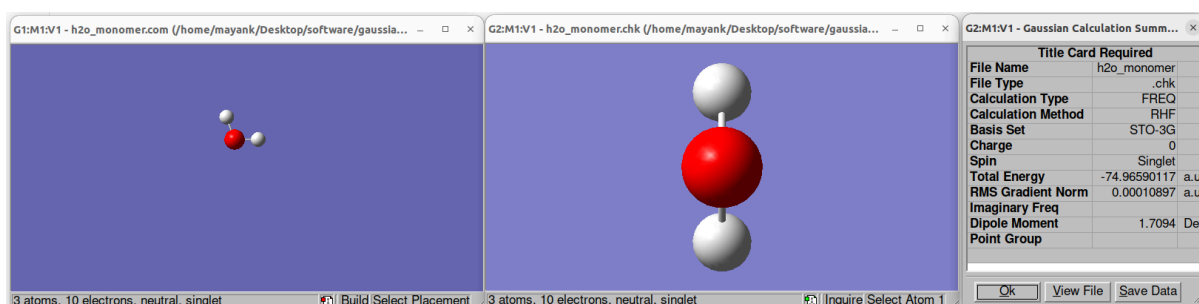 G1:M1:V1 - h2o_monomer.com (/home/mayank/Desktop/software/gaussia...
3 atoms, 10 electrons, neutral, singlet Build Select Placement
G2:M1:V1 - h2o_monomer.chk (/home/mayank/Desktop/software/gaussia...
3 atoms, 10 electrons, neutral, singlet Inquire Select Atom 1
G2:M1:V1 - Gaussian Calculation Summ...
Title Card Required
File Name h2o_monomer
File Type .chk
Calculation Type FREQ
Calculation Method RHF
Basis Set STO-3G
Charge 0
Spin Singlet
Total Energy -74.96590117 a.u
RMS Gradient Norm 0.00010897 a.u
Imaginary Freq
Dipole Moment 1.7094 De
Point Group
Ok View File Save Data